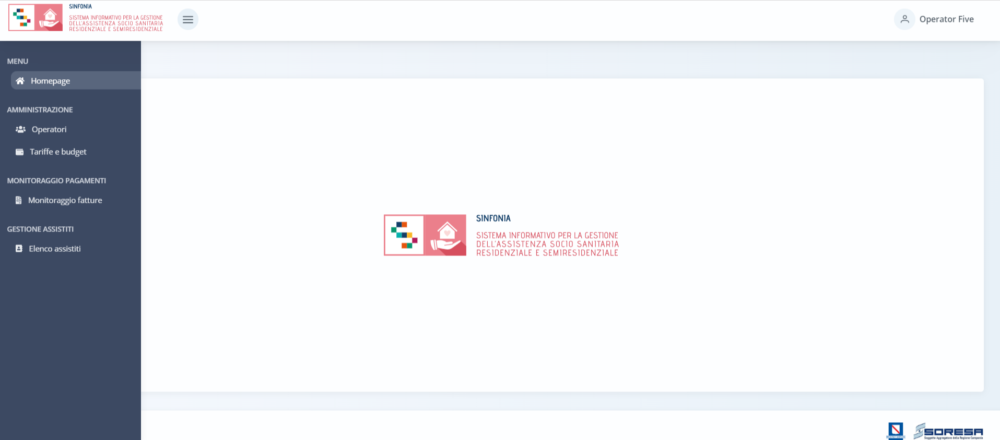 SINFONIA
SISTEMA INFORMATIVO PER LA GESTIONE
DELL'ASSISTENZA SOCIO SANITARIA
RESIDENZIALE E SEMIRESIDENZIALE
Operator Five
MENU
Homepage
AMMINISTRAZIONE
Operatori
Tariffe e budget
MONITORAGGIO PAGAMENTI
Monitoraggio fatture
GESTIONE ASSISTITI
Elenco assistiti
SINFONIA
SISTEMA INFORMATIVO PER LA GESTIONE
DELL'ASSISTENZA SOCIO SANITARIA
RESIDENZIALE E SEMIRESIDENZIALE
SORESA
Soggetto Aggregatore della Regione Campania